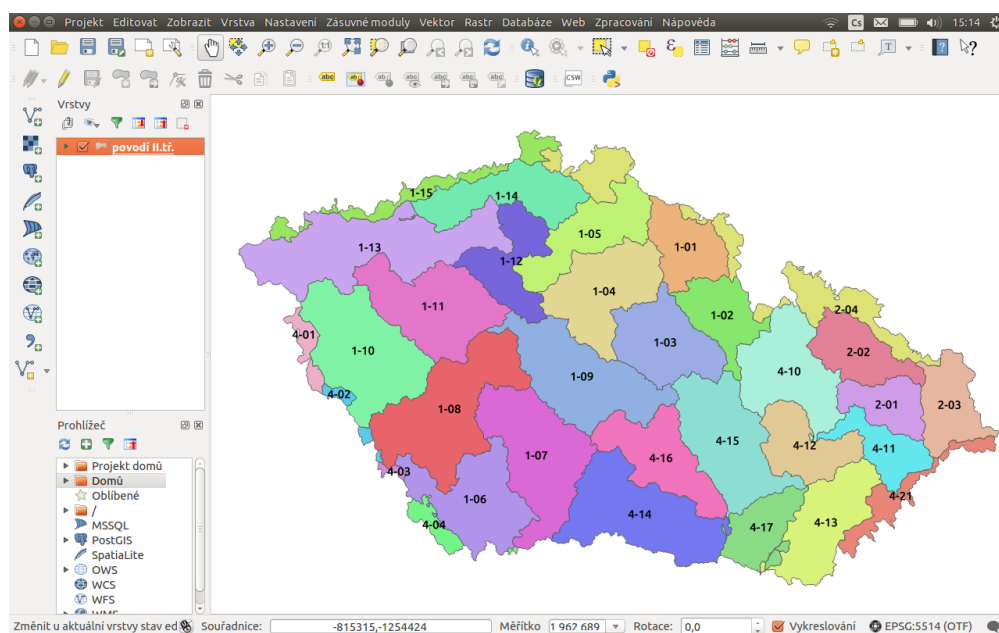 Projekt Editovat Zobrazit Vrstva Nastavení Zásuvné moduly Vektor Rastr Databáze Web Zpracování Nápověda Cs 15:14
abc
CSW
Vrstvy
povodí II.tř.
Prohlížeč
Projekt domů
Domů
Oblíbené
/
MSSQL
PostGIS
SpatiaLite
OWS
WCS
WFS
WMS
1-15
1-14
1-05
1-13
1-12
1-01
1-04
1-11
1-02
2-04
4-01
1-10
1-03
2-02
4-10
1-09
4-02
1-08
2-01
2-03
4-15
4-12
4-11
1-07
4-16
4-03
1-06
4-21
4-04
4-14
4-17
4-13
Změnit u aktuální vrstvy stav ed Souřadnice: -815315,-1254424 Měřítko 1 962 689 Rotace: 0,0 Vykreslování EPSG:5514 (OTF)